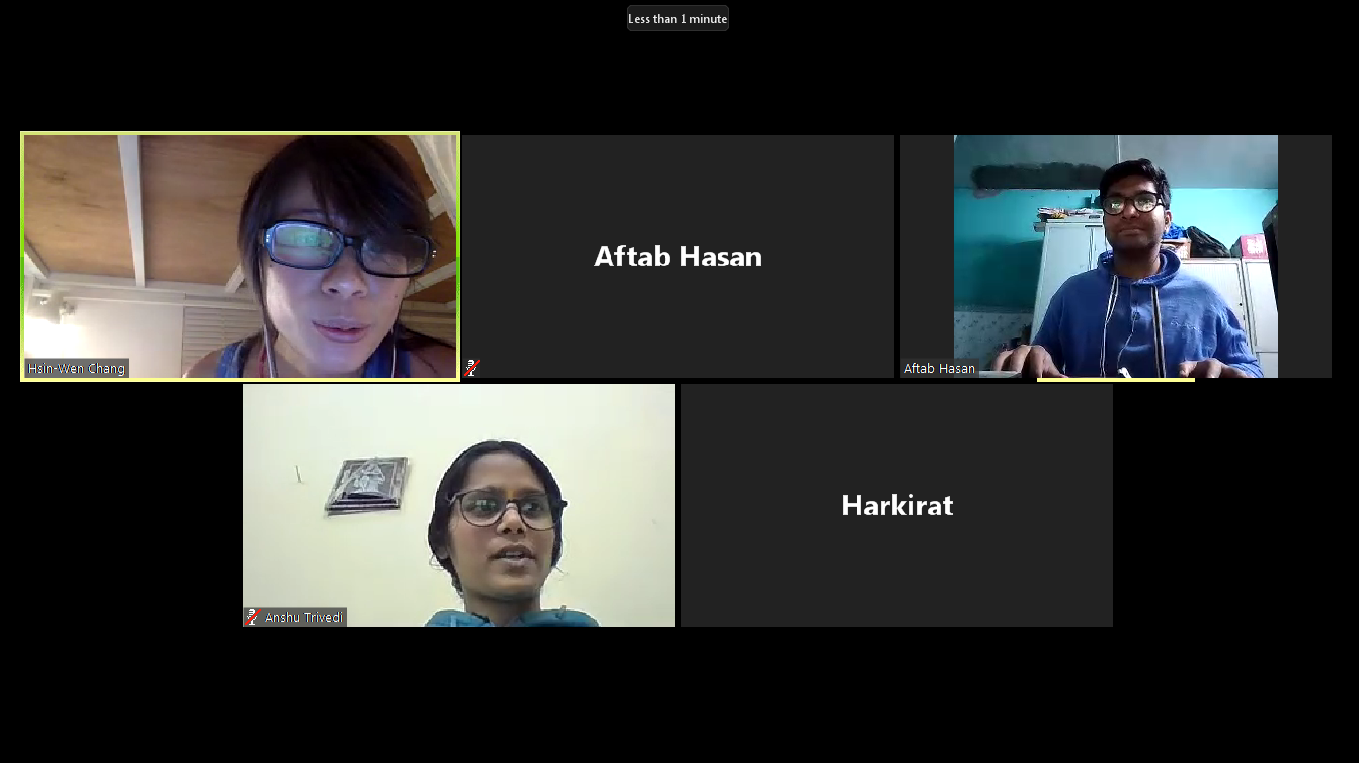 Less than 1 minute
Hsin-Wen Chang
Aftab Hasan
Aftab Hasan
Anshu Trivedi
Harkirat